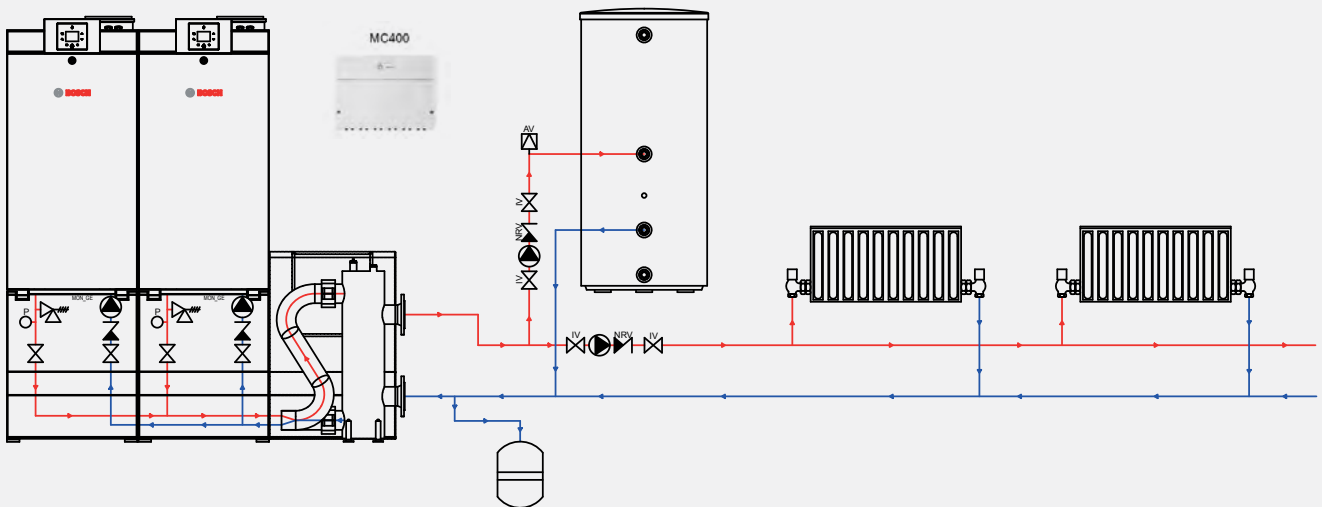 MC400
BOSCH
BOSCH
AV
IV
NRV
IV
IV
NRV
IV
MON_GE
MON_GE
P
P